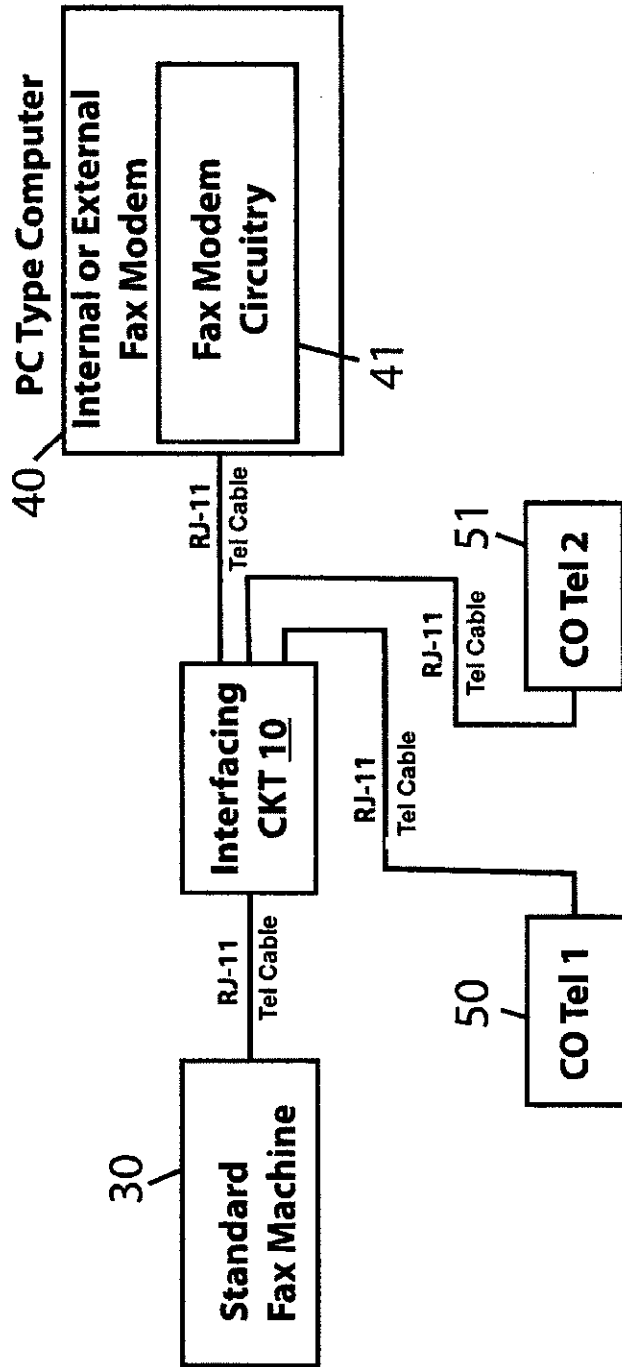 30
Standard
Fax Machine
RJ-11
Tel Cable
Interfacing
CKT 10
RJ-11
Tel Cable
40
PC Type Computer
Internal or External
Fax Modem
Fax Modem
Circuitry
41
50
CO Tel 1
RJ-11
Tel Cable
51
CO Tel 2
RJ-11
Tel Cable